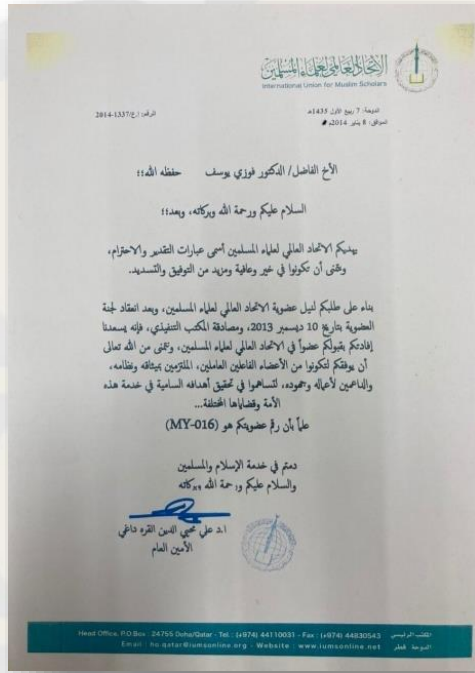 الاتحاد العالمي لعلماء المسلمين
International Union for Muslim Scholars
الدوحة: 7 ربيع الأول 1435هـ
الموافق: 8 يناير 2014م
الرقم: إ.ع/1337-2014
الأخ الفاضل/ الدكتور فوزي يوسف حفظه الله؛؛
السلام عليكم ورحمة الله وبركاته، وبعد؛؛
يهديكم الاتحاد العالمي لعلماء المسلمين أسمى عبارات التقدير والاحترام،
ونتمنى أن تكونوا في خير وعافية ومزيد من التوفيق والتسديد.
بناء على طلبكم لنيل عضوية الاتحاد العالمي لعلماء المسلمين، وبعد انعقاد لجنة
العضوية بتاريخ 10 ديسمبر 2013، ومصادقة المكتب التنفيذي، فإنه يسعدنا
إفادتكم بقبولكم عضواً في الاتحاد العالمي لعلماء المسلمين، ونتمنى من الله تعالى
أن يوفقكم لتكونوا من الأعضاء الفاعلين العاملين، الملتزمين بميثاقه ونظامه،
والداعمين لأعماله وجهوده، لتساهموا في تحقيق أهدافه السامية في خدمة هذه
الأمة وقضاياها المختلفة...
علماً بأن رقم عضويتكم هو (MY-016)
دمتم في خدمة الإسلام والمسلمين
والسلام عليكم ورحمة الله وبركاته
ا.د علي محيي الدين القره داغي
الأمين العام
Head Office, P.O.Box : 24755 Doha/Qatar - Tel : (+974) 44110031 - Fax : (+974) 44830543 المكتب الرئيسي
Email : ho.qatar@iumsonline.org - Website : www.iumsonline.net الدوحة قطر